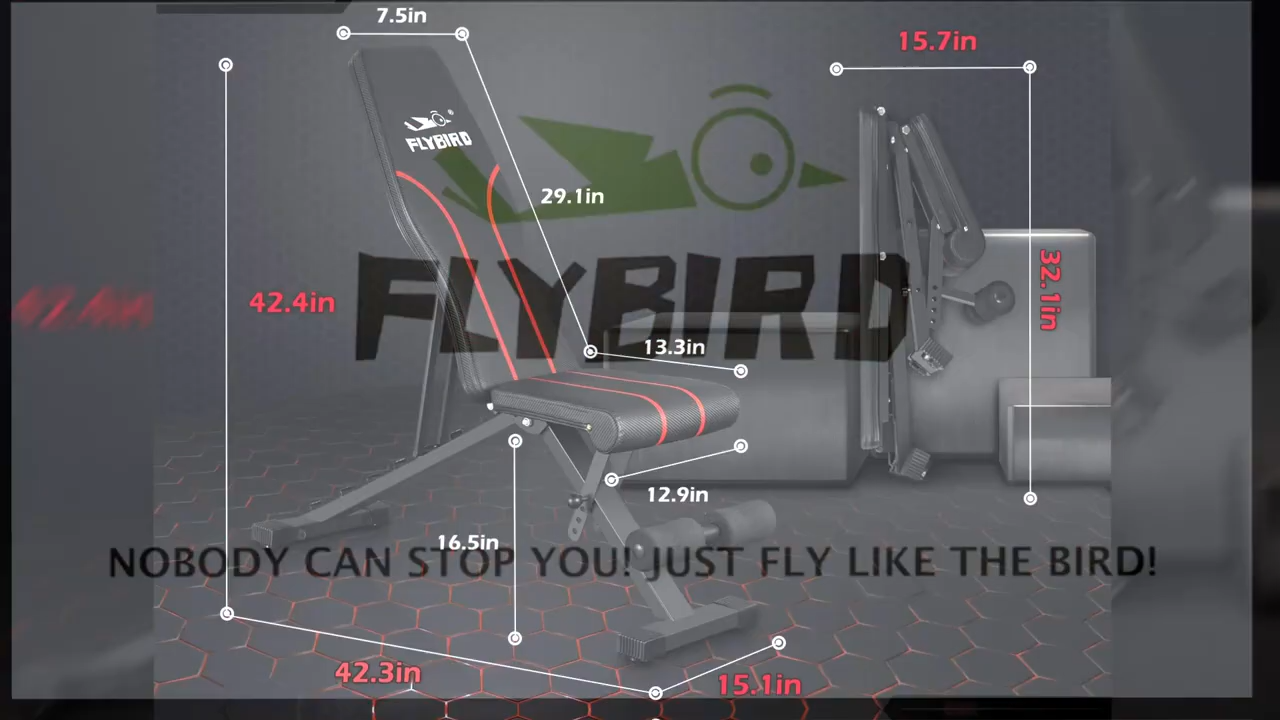 7.5in
15.7in
FLYBIRD
29.1in
42.4in
32.1in
FLYBIRD
13.3in
12.9in
16.5in
NOBODY CAN STOP YOU! JUST FLY LIKE THE BIRD!
42.3in
15.1in